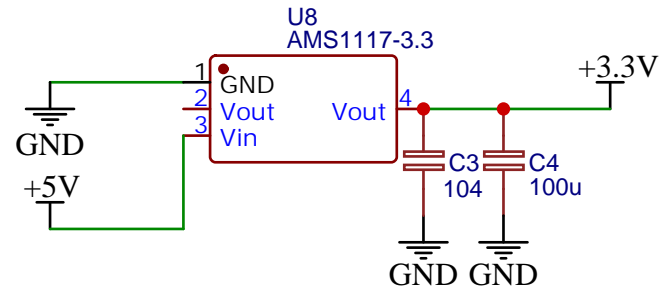 U8
AMS1117-3.3
+3.3V
1
GND
2
Vout
Vout
4
3
Vin
GND
+5V
C3
104
C4
100u
GND
GND